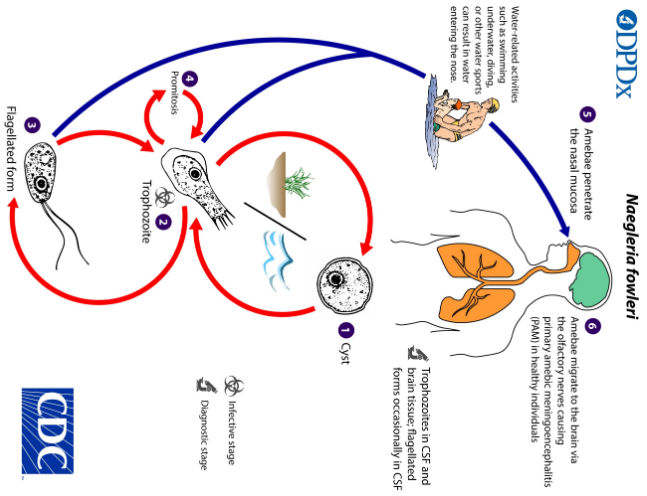 DPDx
Naegleria fowleri
Water-related activities
such as swimming
underwater, diving,
or other water sports
can result in water
entering the nose.
5 Amebae penetrate
the nasal mucosa
6 Amebae migrate to the brain via
the olfactory nerves causing
primary amebic meningoencephalitis
(PAM) in healthy individuals
Trophozoites in CSF and
brain tissue; flagellated
forms occasionally in CSF
4
Promitosis
1 Cyst
2
Trophozoite
3
Flagellated form
Infective stage
Diagnostic stage
CDC